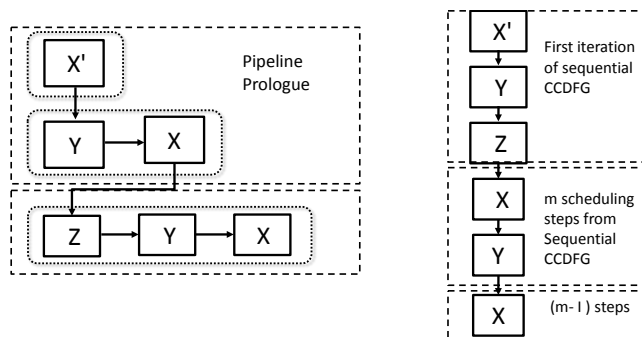 X'
Pipeline
Prologue
Y
X
Z
Y
X
X'
First iteration
of sequential
CCDFG
Y
Z
X
m scheduling
steps from
Sequential
CCDFG
Y
X
(m- I ) steps